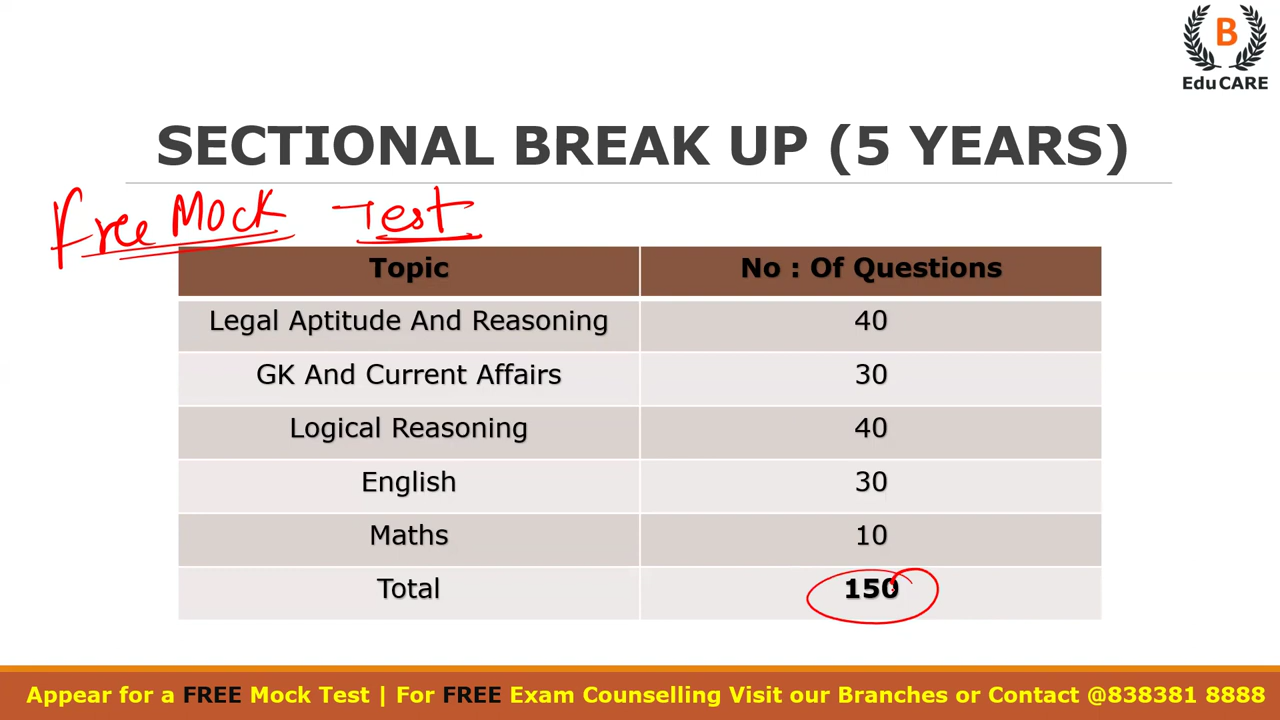 B
EduCARE
SECTIONAL BREAK UP (5 YEARS)
Free Mock Test
Topic No : Of Questions
Legal Aptitude And Reasoning 40
GK And Current Affairs 30
Logical Reasoning 40
English 30
Maths 10
Total 150
Appear for a FREE Mock Test | For FREE Exam Counselling Visit our Branches or Contact @838381 8888